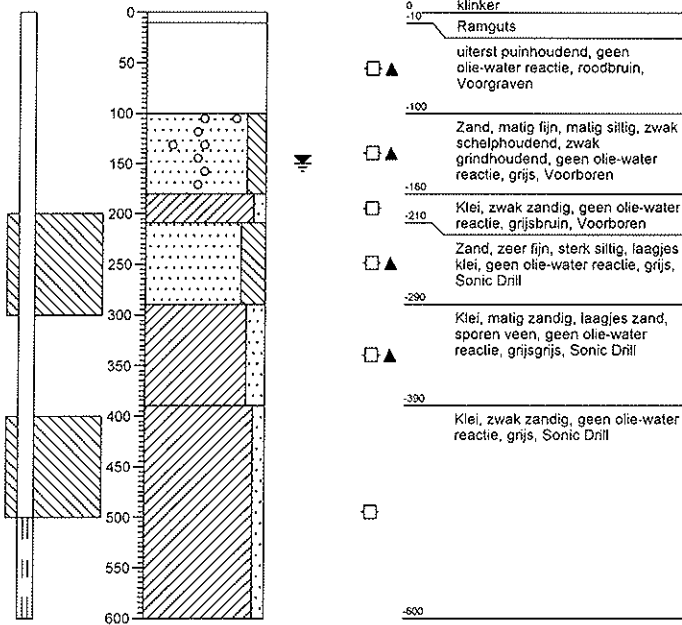 0
50
100
150
200
250
300
350
400
450
500
550
600
0 klinker
-10 Ramguts
uiterst puinhoudend, geen
olie-water reactie, roodbruin,
Voorgraven
-100
Zand, matig fijn, matig siltig, zwak
schelphoudend, zwak
grindhoudend, geen olie-water
reactie, grijs, Voorboren
-160
Klei, zwak zandig, geen olie-water
-210 reactie, grijsbruin, Voorboren
Zand, zeer fijn, sterk siltig, laagjes
klei, geen olie-water reactie, grijs,
Sonic Drill
-290
Klei, matig zandig, laagjes zand,
sporen veen, geen olie-water
reactie, grijsgrijs, Sonic Drill
-390
Klei, zwak zandig, geen olie-water
reactie, grijs, Sonic Drill
-600